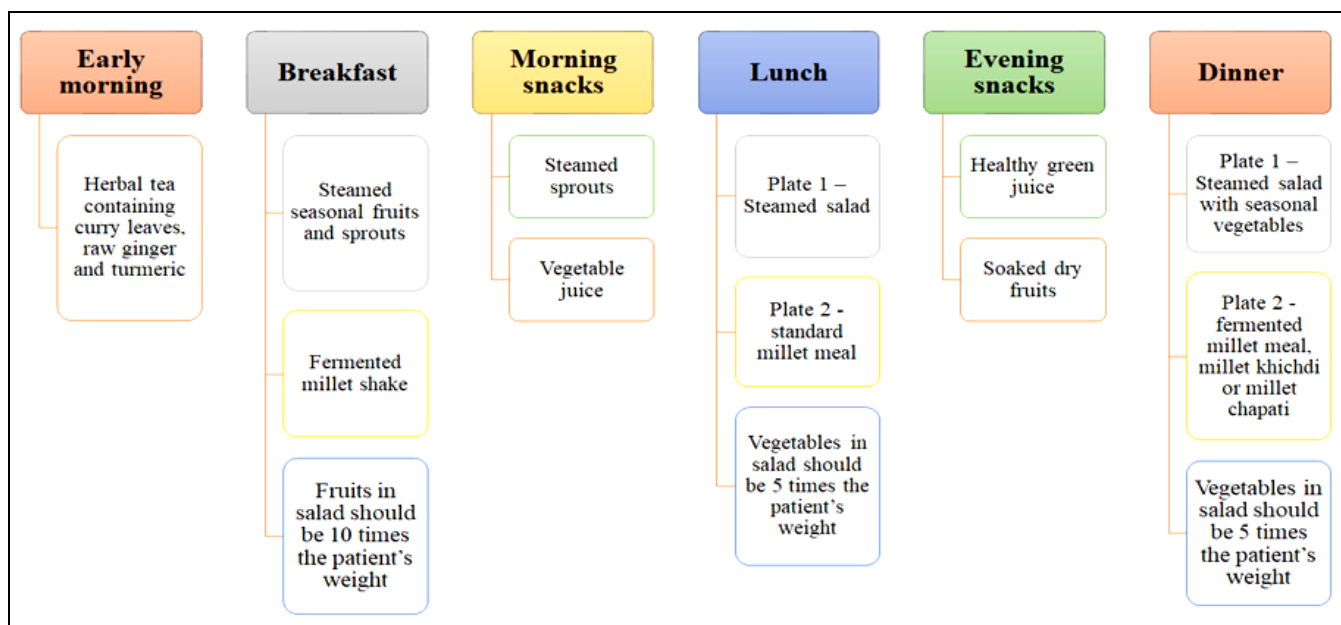 Early
morning
Herbal tea
containing
curry leaves,
raw ginger
and turmeric
Breakfast
Steamed
seasonal fruits
and sprouts
Fermented
millet shake
Fruits in
salad should
be 10 times
the patient’s
weight
Morning
snacks
Steamed
sprouts
Vegetable
juice
Lunch
Plate 1 –
Steamed salad
Plate 2 -
standard
millet meal
Vegetables in
salad should
be 5 times the
patient’s
weight
Evening
snacks
Healthy green
juice
Soaked dry
fruits
Dinner
Plate 1 –
Steamed salad
with seasonal
vegetables
Plate 2 -
fermented
millet meal,
millet khichdi
or millet
chapati
Vegetables in
salad should
be 5 times
the patient’s
weight